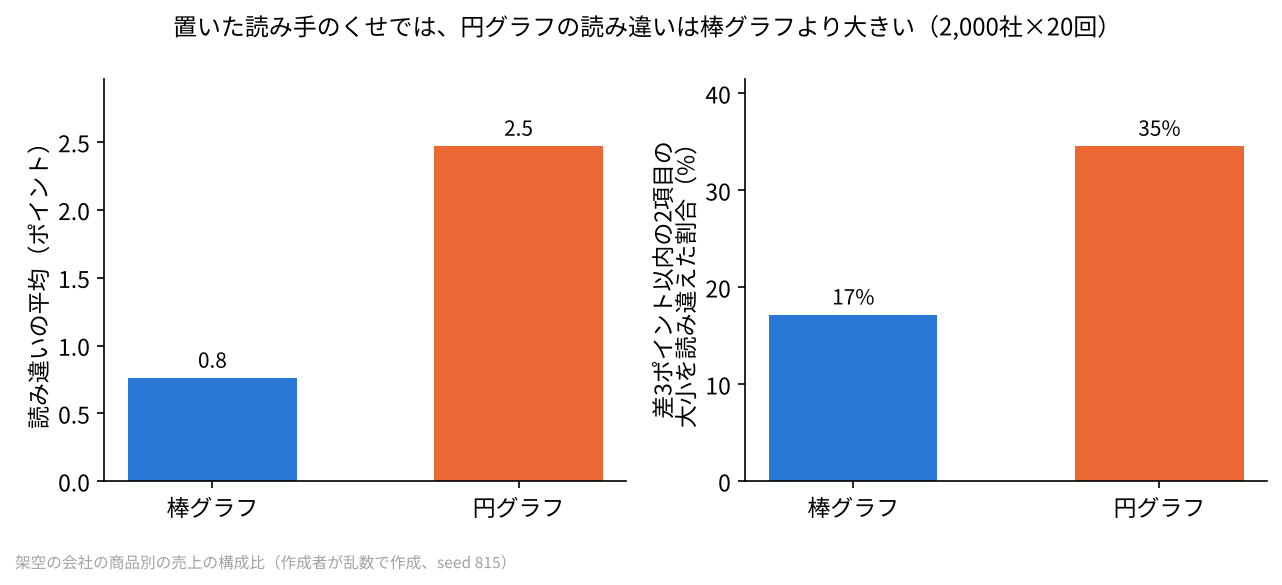 置いた読み手のくせでは、円グラフの読み違いは棒グラフより大きい（2,000社×20回）
読み違いの平均（ポイント）
2.5
2.0
1.5
1.0
0.5
0.0
0.8
2.5
棒グラフ
円グラフ
差3ポイント以内の2項目の
大小を読み違えた割合（%）
40
30
20
10
0
17%
35%
棒グラフ
円グラフ
架空の会社の商品別の売上の構成比（作成者が乱数で作成、seed 815）